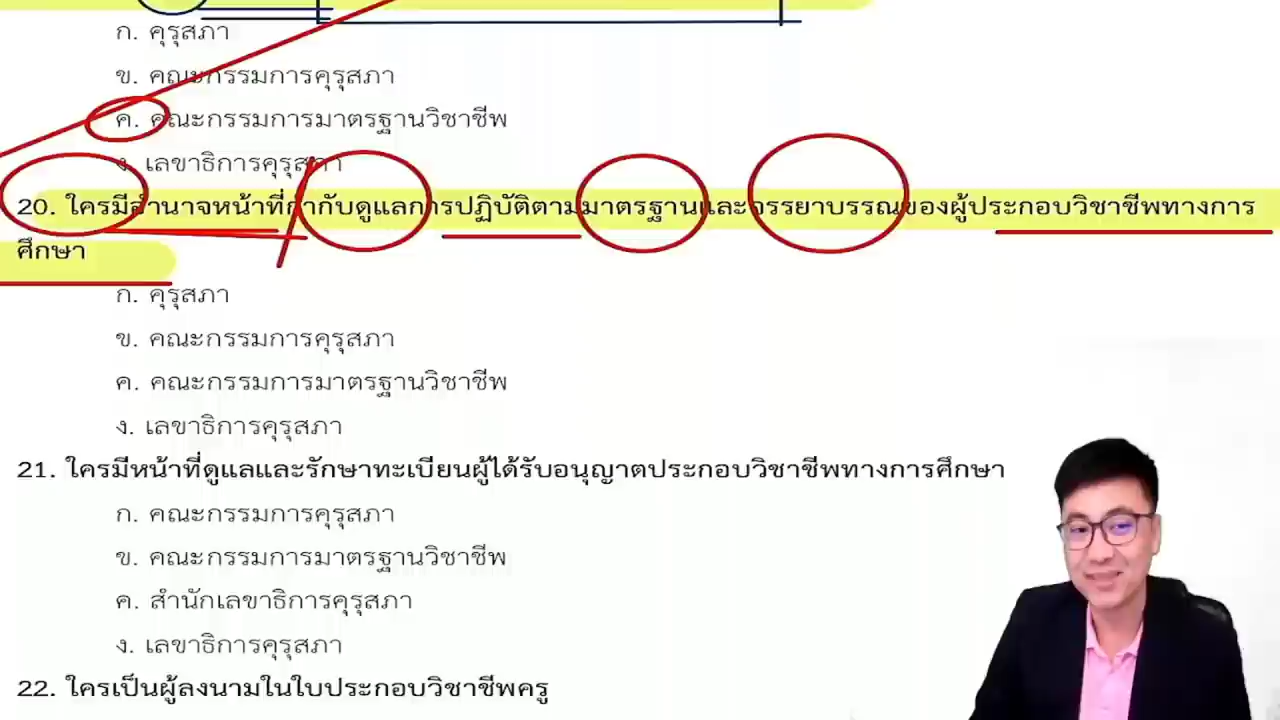 ก. คุรุสภา
ข. คณะกรรมการคุรุสภา
ค. คณะกรรมการมาตรฐานวิชาชีพ
ง. เลขาธิการคุรุสภา
20. ใครมีอำนาจหน้าที่กำกับดูแลการปฏิบัติตามมาตรฐานและจรรยาบรรณของผู้ประกอบวิชาชีพทางการ
ศึกษา
ก. คุรุสภา
ข. คณะกรรมการคุรุสภา
ค. คณะกรรมการมาตรฐานวิชาชีพ
ง. เลขาธิการคุรุสภา
21. ใครมีหน้าที่ดูแลและรักษาทะเบียนผู้ได้รับอนุญาตประกอบวิชาชีพทางการศึกษา
ก. คณะกรรมการคุรุสภา
ข. คณะกรรมการมาตรฐานวิชาชีพ
ค. สำนักเลขาธิการคุรุสภา
ง. เลขาธิการคุรุสภา
22. ใครเป็นผู้ลงนามในใบประกอบวิชาชีพครู